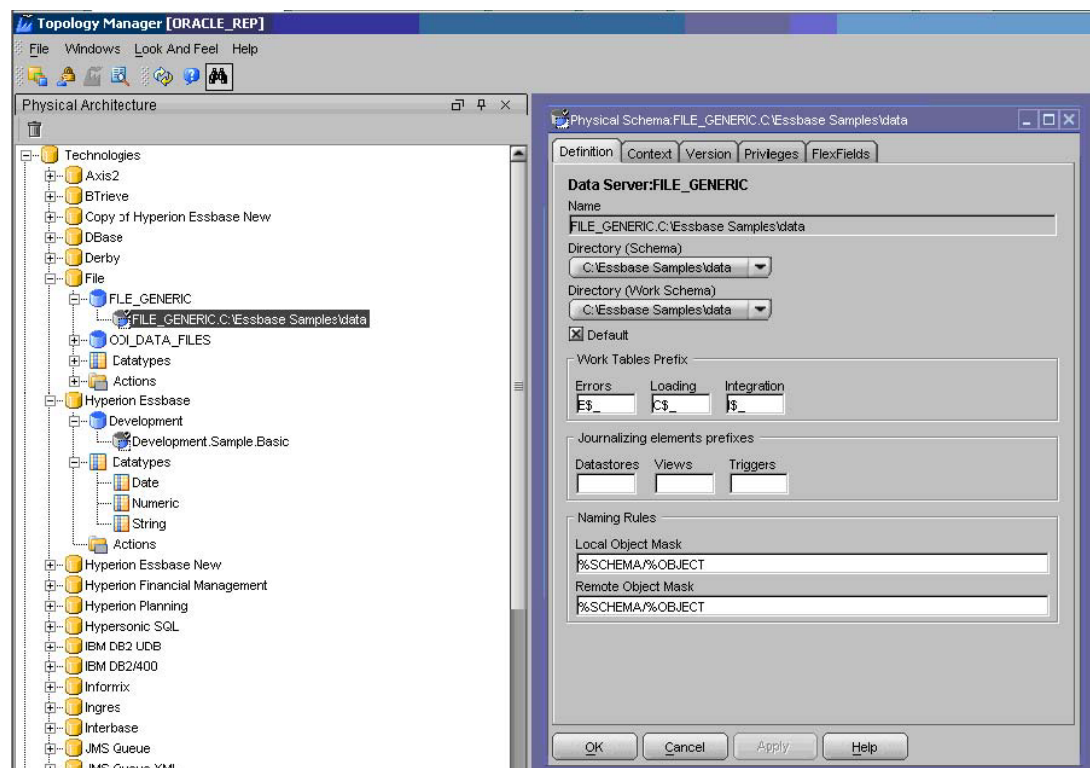 Topology Manager [ORACLE_REP]
File Windows Look And Feel Help
Physical Architecture
Technologies
Axis2
BTrieve
Copy of Hyperion Essbase New
DBase
Derby
File
FILE_GENERIC
FILE_GENERIC.C:\Essbase Samples\data
ODI_DATA_FILES
Datatypes
Actions
Hyperion Essbase
Development
Development.Sample.Basic
Datatypes
Date
Numeric
String
Actions
Hyperion Essbase New
Hyperion Financial Management
Hyperion Planning
Hypersonic SQL
IBM DB2 UDB
IBM DB2/400
Informix
Ingres
Interbase
JMS Queue
JMS Queue XML
Physical Schema:FILE_GENERIC.C:\Essbase Samples\data
Definition Context Version Privileges FlexFields
Data Server:FILE_GENERIC
Name
FILE_GENERIC.C:\Essbase Samples\data
Directory (Schema)
C:\Essbase Samples\data
Directory (Work Schema)
C:\Essbase Samples\data
Default
Work Tables Prefix
Errors Loading Integration
E$_ C$_ I$_
Journalizing elements prefixes
Datastores Views Triggers
Naming Rules
Local Object Mask
%SCHEMA/%OBJECT
Remote Object Mask
%SCHEMA/%OBJECT
OK Cancel Apply Help